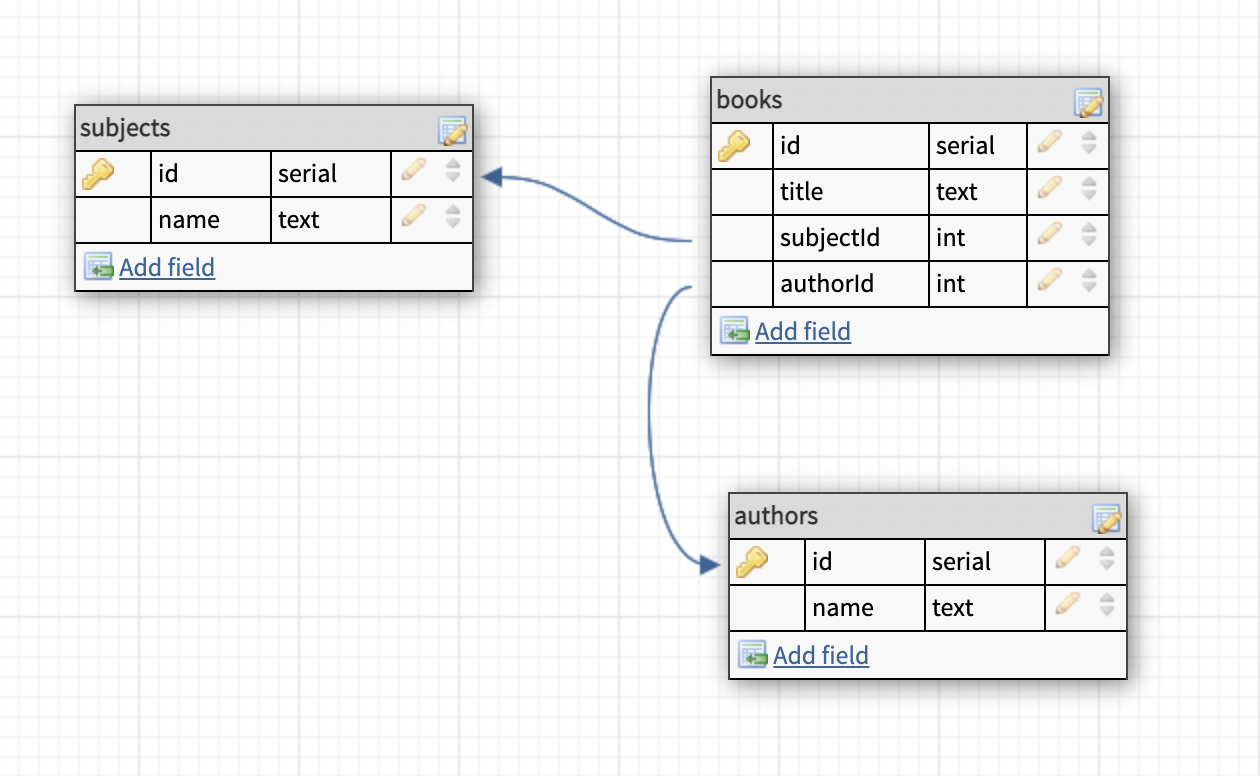 subjects
id serial
name text
Add field
books
id serial
title text
subjectId int
authorId int
Add field
authors
id serial
name text
Add field